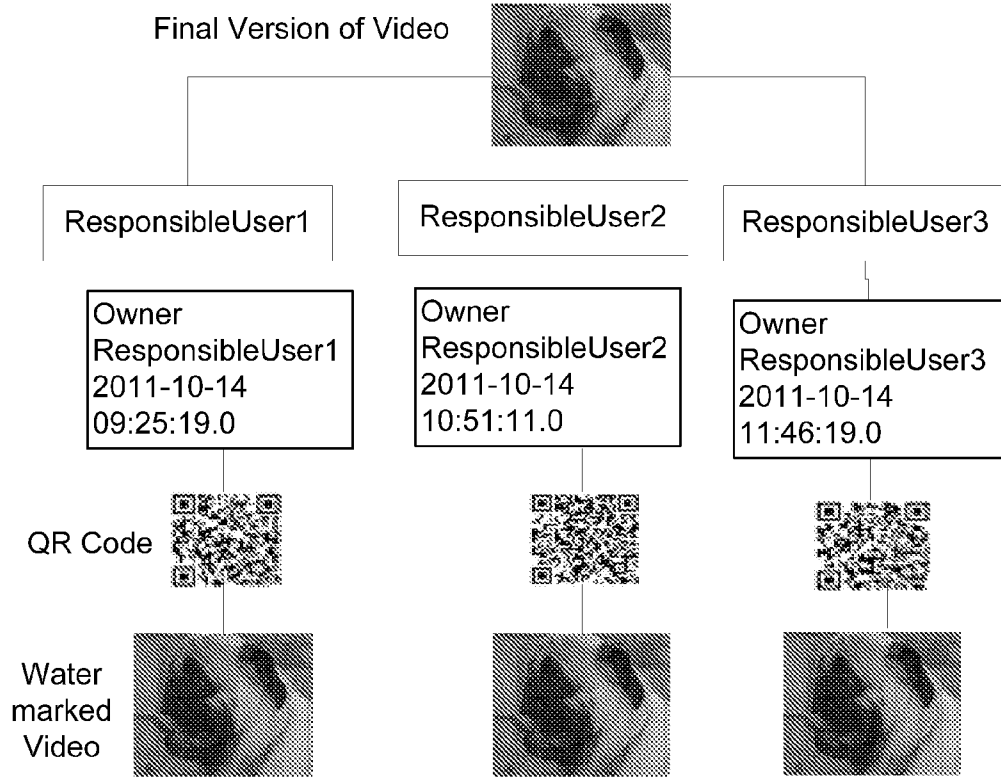 Final Version of Video
ResponsibleUser1
ResponsibleUser2
ResponsibleUser3
Owner
ResponsibleUser1
2011-10-14
09:25:19.0
Owner
ResponsibleUser2
2011-10-14
10:51:11.0
Owner
ResponsibleUser3
2011-10-14
11:46:19.0
QR Code
Water
marked
Video